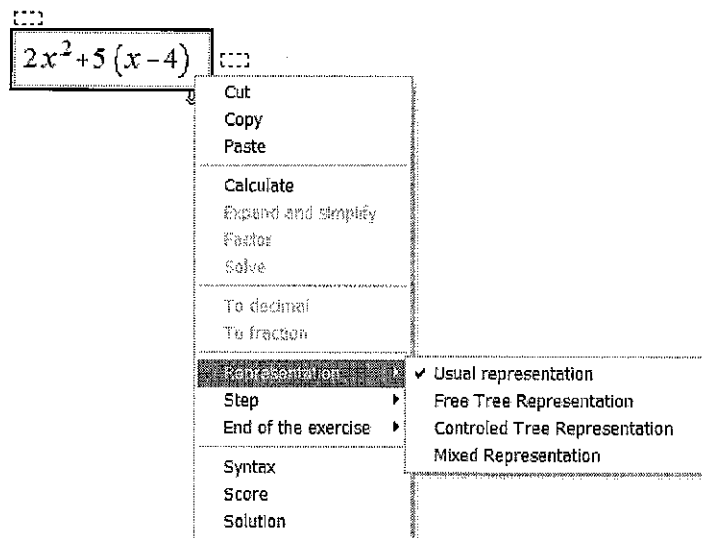 2x²+5(x-4)
Cut
Copy
Paste
Calculate
Expand and simplify
Factor
Solve
To decimal
To fraction
Representation
✔ Usual representation
Step
Free Tree Representation
End of the exercise
Controled Tree Representation
Mixed Representation
Syntax
Score
Solution